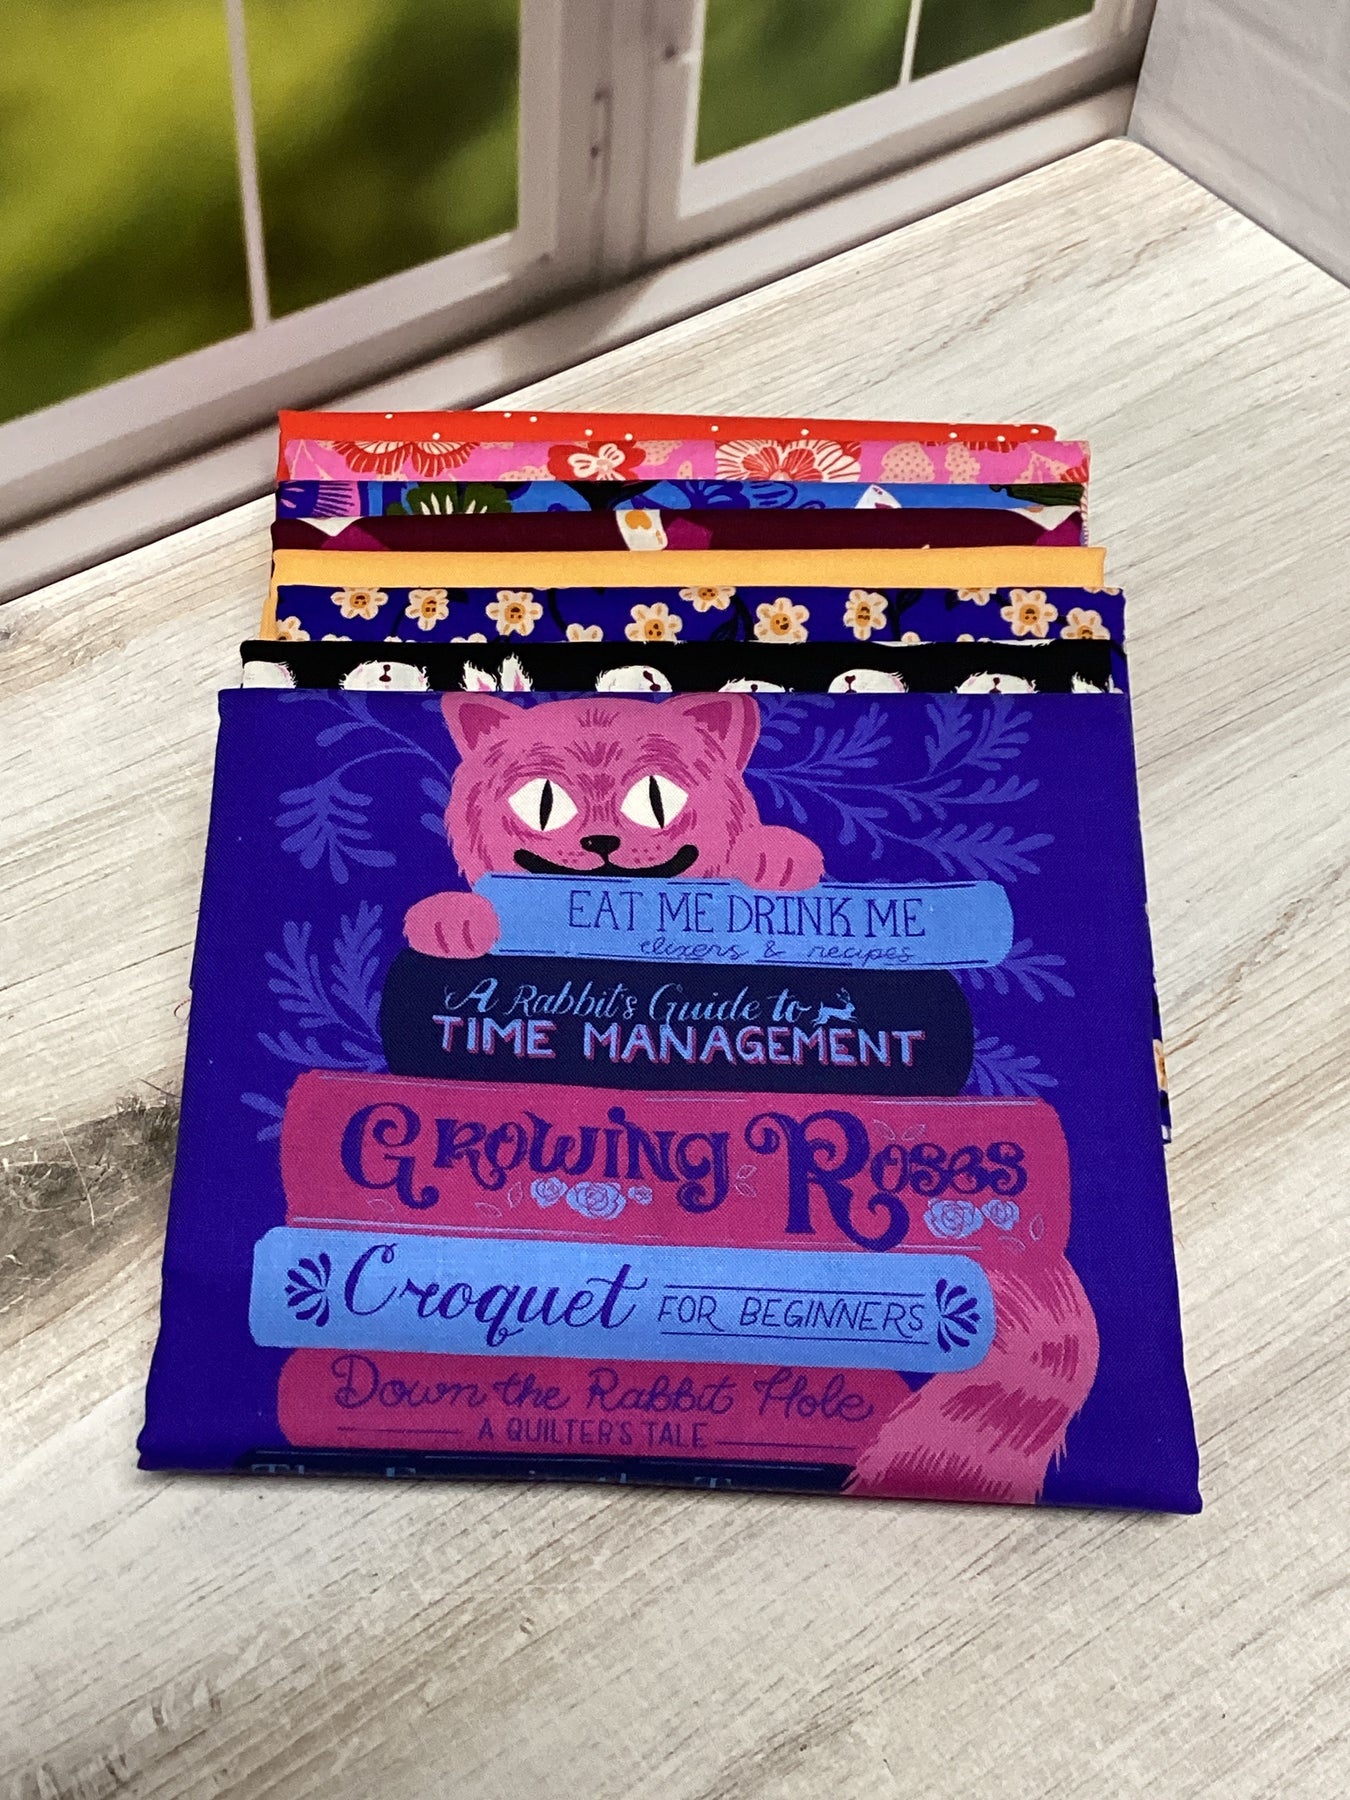 EAT ME DRINK ME
elixers & recipes
A Rabbit's Guide to
TIME MANAGEMENT
GROWING ROSES
Croquet FOR BEGINNERS
Down the Rabbit Hole
A QUILTER'S TALE